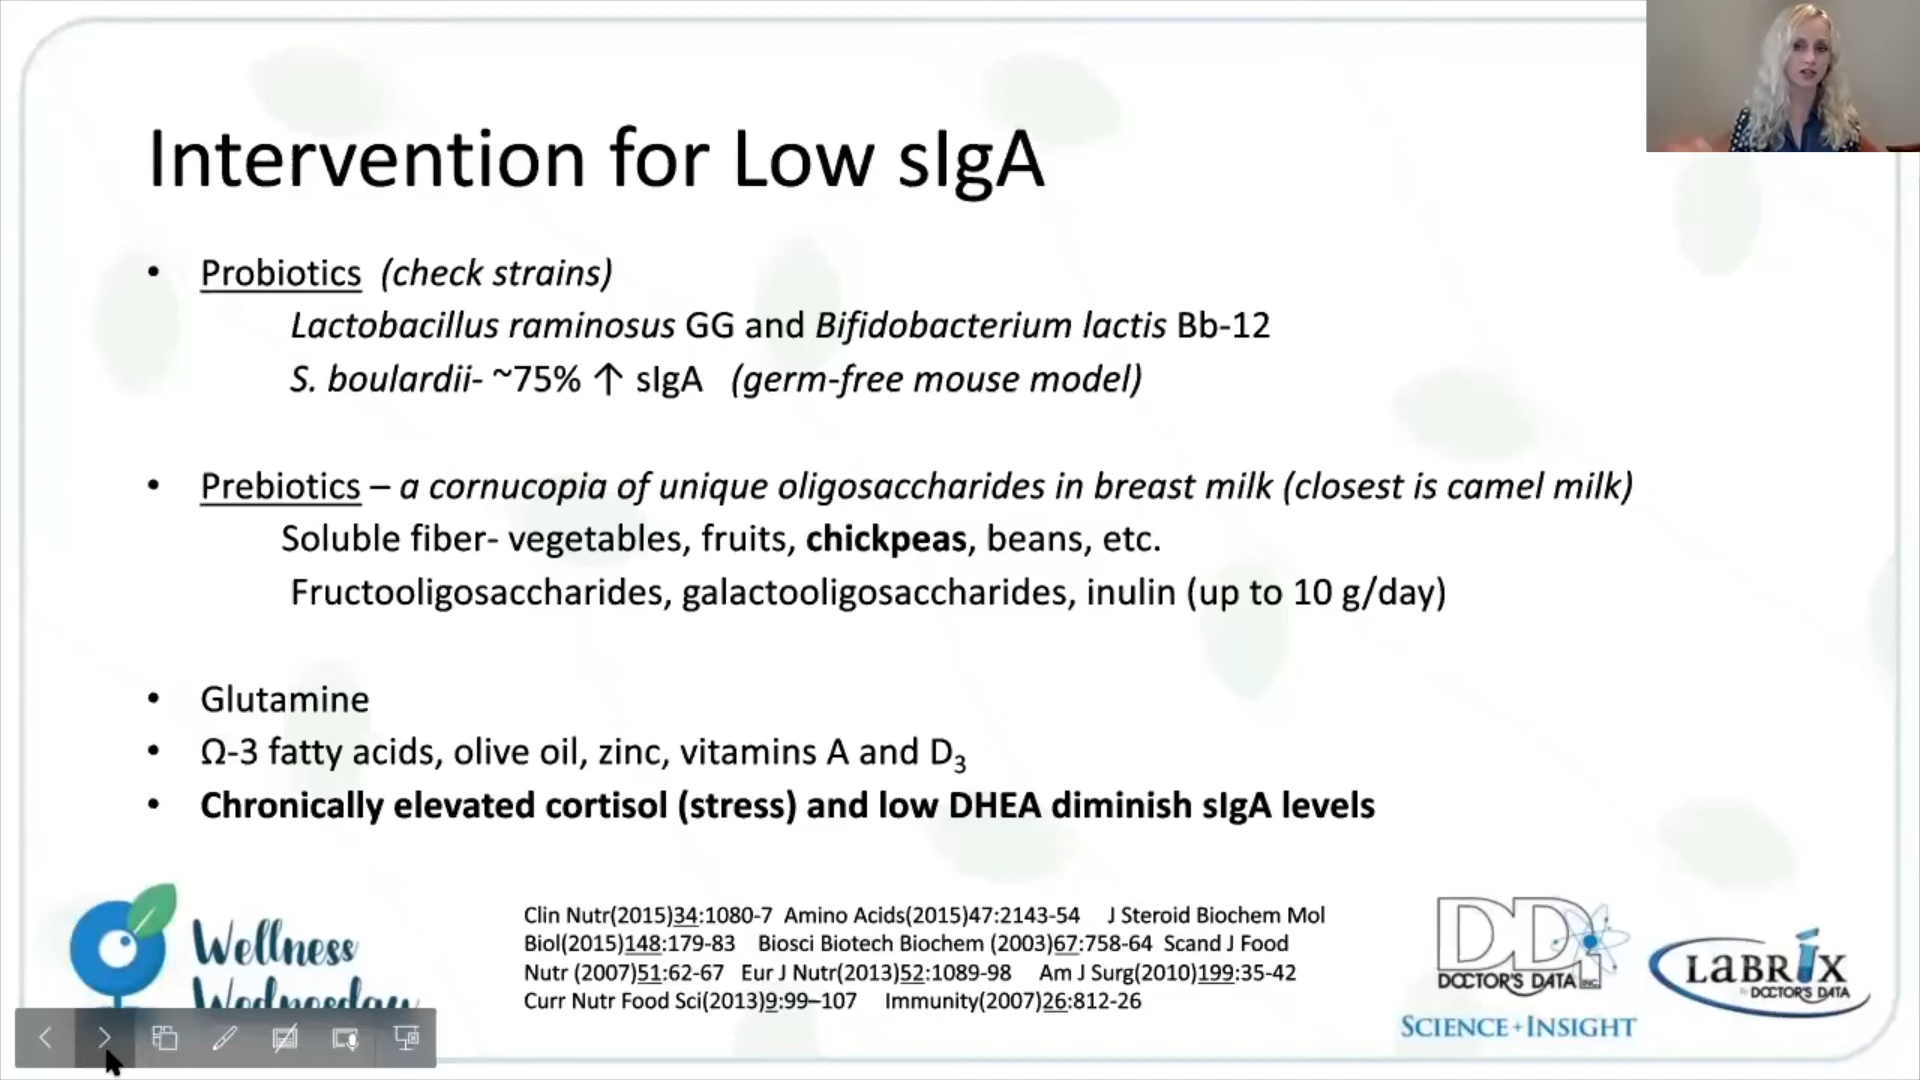 Intervention for Low sIgA
• Probiotics (check strains)
Lactobacillus raminosus GG and Bifidobacterium lactis Bb-12
S. boulardii- ~75% ↑ sIgA (germ-free mouse model)
• Prebiotics – a cornucopia of unique oligosaccharides in breast milk (closest is camel milk)
Soluble fiber- vegetables, fruits, chickpeas, beans, etc.
Fructooligosaccharides, galactooligosaccharides, inulin (up to 10 g/day)
• Glutamine
• Ω-3 fatty acids, olive oil, zinc, vitamins A and D₃
• Chronically elevated cortisol (stress) and low DHEA diminish sIgA levels
Wellness
Wednesday
Clin Nutr(2015)34:1080-7 Amino Acids(2015)47:2143-54 J Steroid Biochem Mol
Biol(2015)148:179-83 Biosci Biotech Biochem (2003)67:758-64 Scand J Food
Nutr (2007)51:62-67 Eur J Nutr(2013)52:1089-98 Am J Surg(2010)199:35-42
Curr Nutr Food Sci(2013)9:99–107 Immunity(2007)26:812-26
DDI
DOCTOR'S DATA INC.
SCIENCE + INSIGHT
LABRIX
by DOCTOR'S DATA